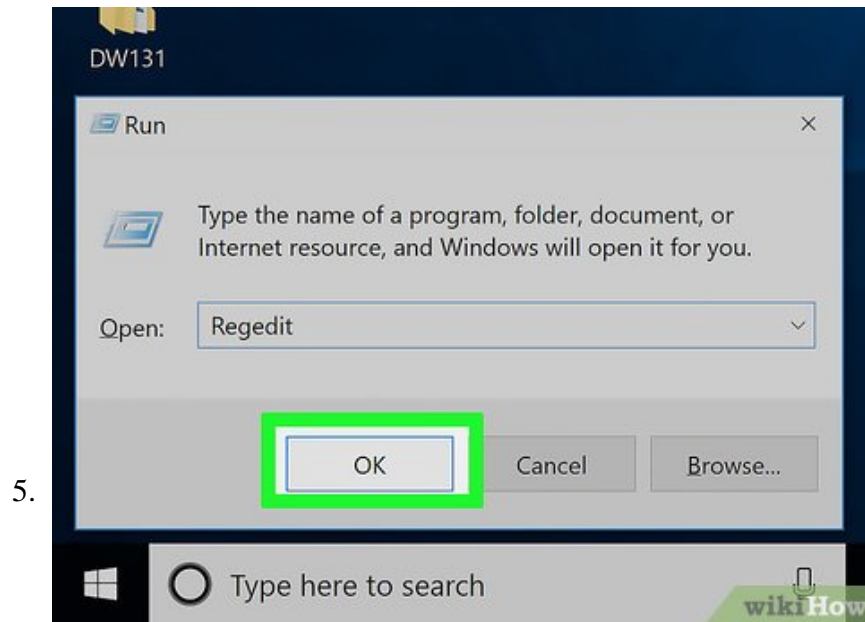 DW131
Run
Type the name of a program, folder, document, or
Internet resource, and Windows will open it for you.
Open:
Regedit
OK
Cancel
Browse...
5.
Type here to search
wikiHow